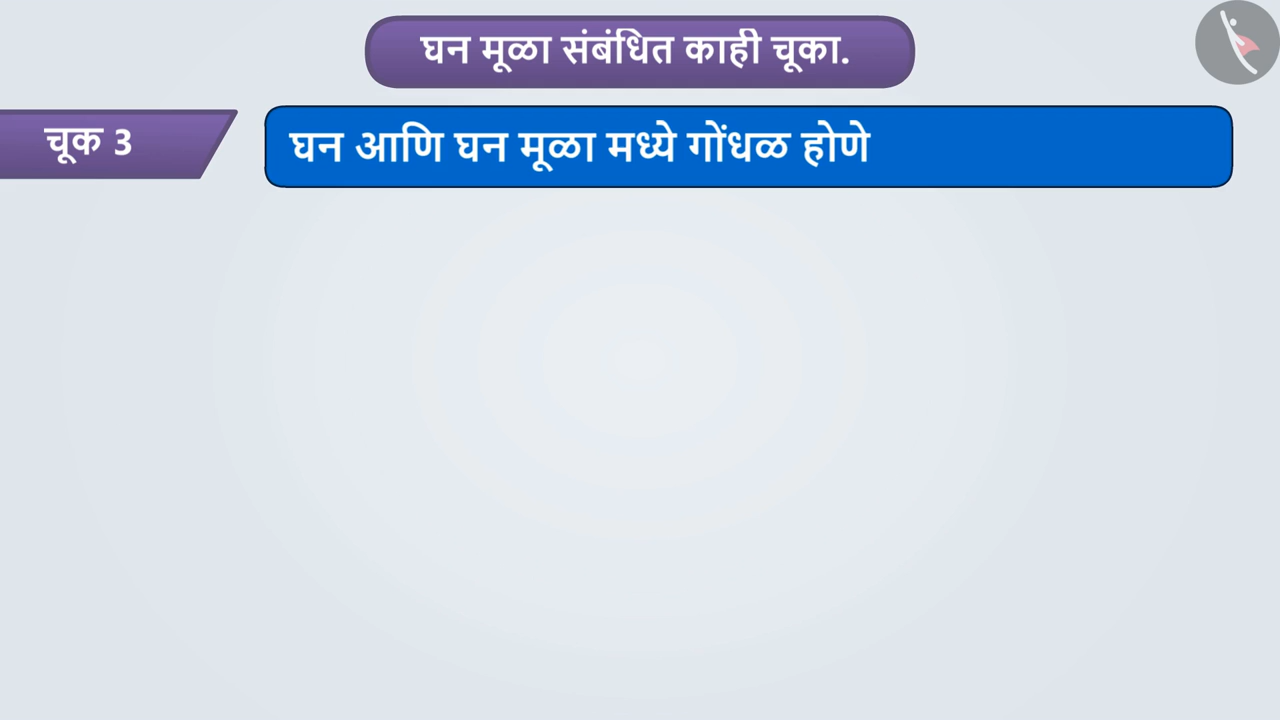 घन मूळा संबंधित काही चूका.
चूक 3
घन आणि घन मूळा मध्ये गोंधळ होणे